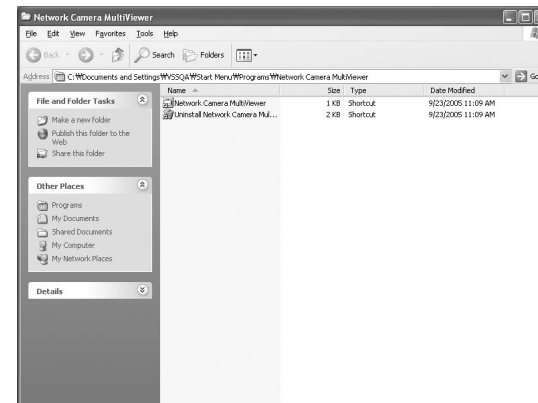 Network Camera MultiViewer
File Edit View Favorites Tools Help
Back Search Folders
Address C:₩Documents and Settings₩VSSQA₩Start Menu₩Programs₩Network Camera MultiViewer Go
Name Size Type Date Modified
Network Camera MultiViewer 1 KB Shortcut 9/23/2005 11:09 AM
Uninstall Network Camera Mul... 2 KB Shortcut 9/23/2005 11:09 AM
File and Folder Tasks
Make a new folder
Publish this folder to the
Web
Share this folder
Other Places
Programs
My Documents
Shared Documents
My Computer
My Network Places
Details